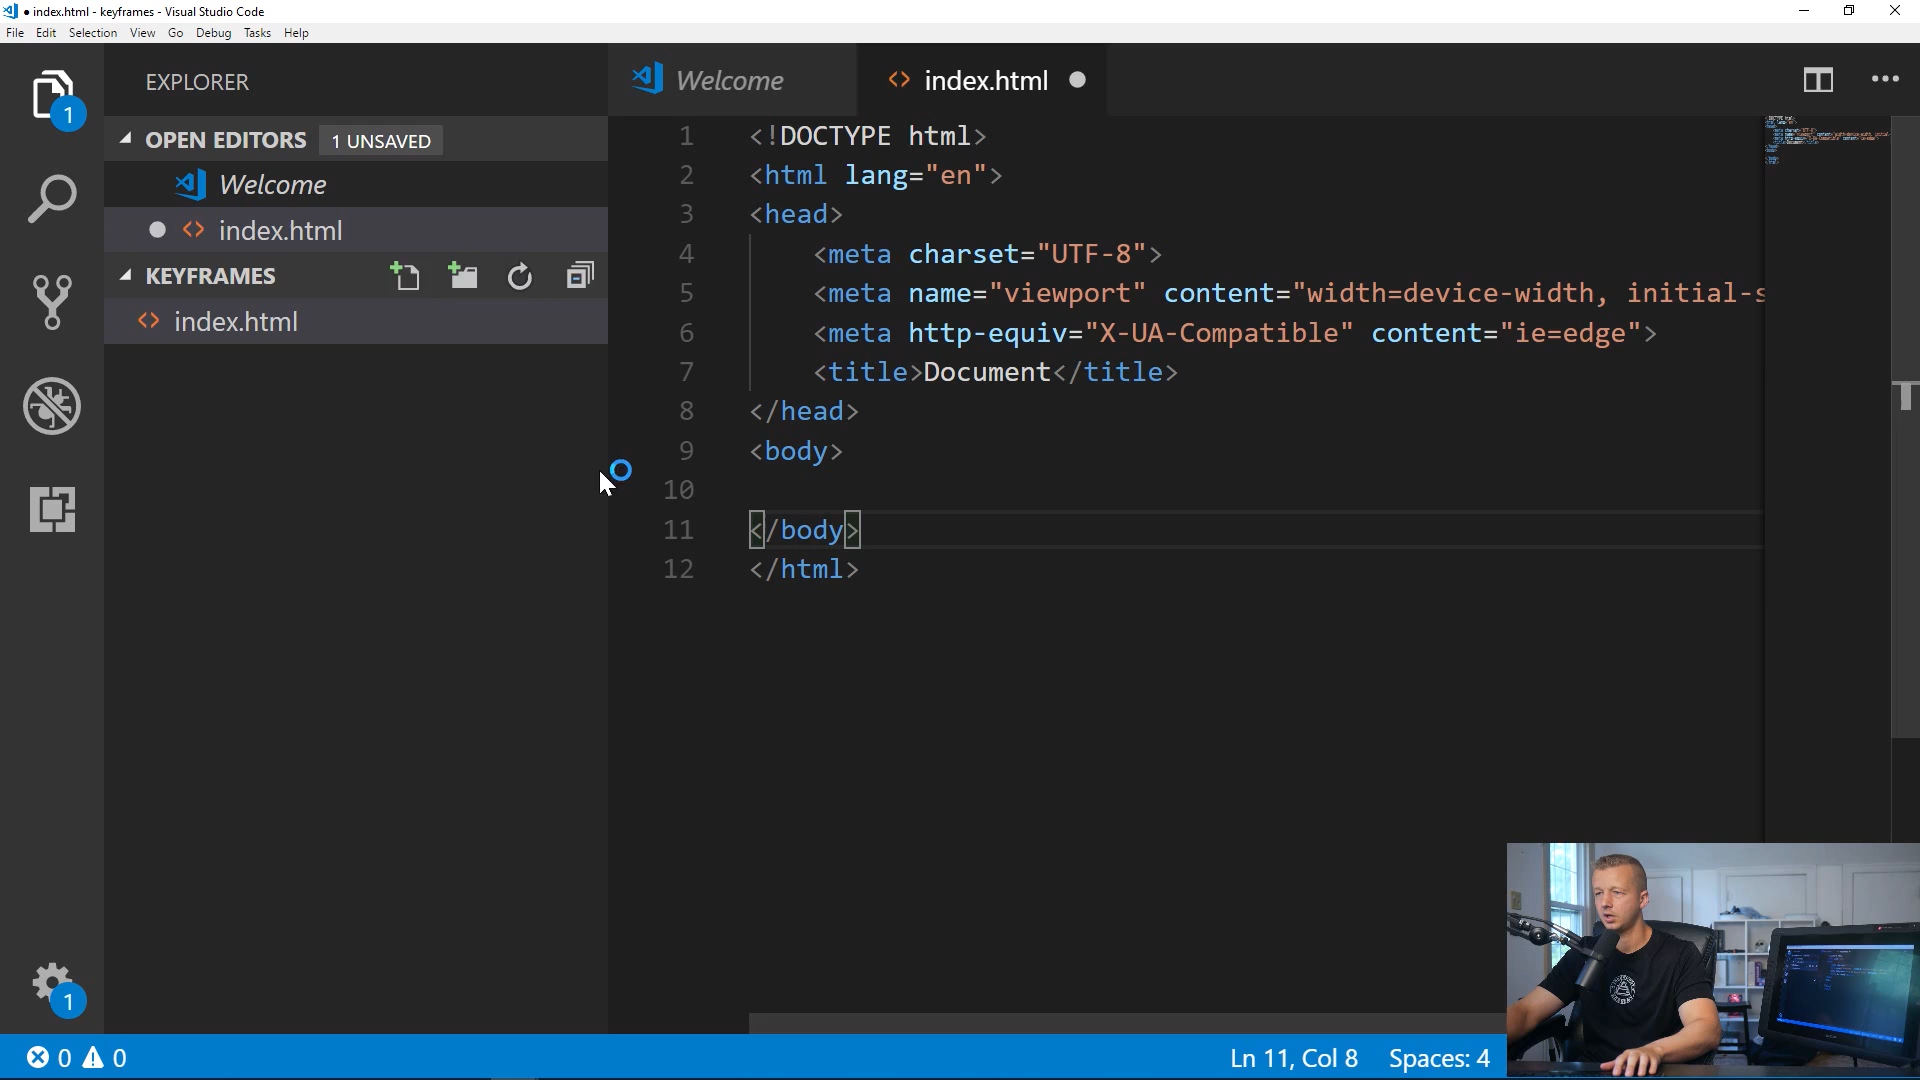 ● index.html - keyframes - Visual Studio Code
File Edit Selection View Go Debug Tasks Help
EXPLORER
OPEN EDITORS 1 UNSAVED
Welcome
index.html
KEYFRAMES
index.html
1
1
Welcome
index.html
1 <!DOCTYPE html>
2 <html lang="en">
3 <head>
4 <meta charset="UTF-8">
5 <meta name="viewport" content="width=device-width, initial-s
6 <meta http-equiv="X-UA-Compatible" content="ie=edge">
7 <title>Document</title>
8 </head>
9 <body>
10
11 </body>
12 </html>
0 0
Ln 11, Col 8 Spaces: 4